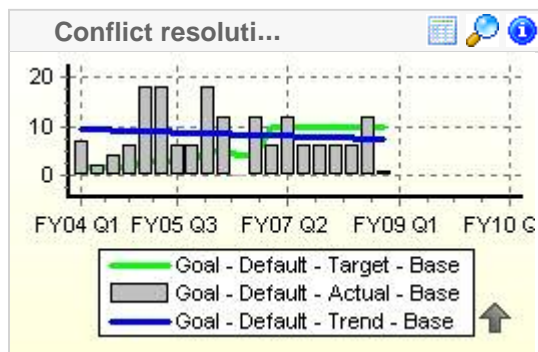 Conflict resoluti...
20
10
0
FY04 Q1 FY05 Q3 FY07 Q2 FY09 Q1 FY10 Q
Goal - Default - Target - Base
Goal - Default - Actual - Base
Goal - Default - Trend - Base